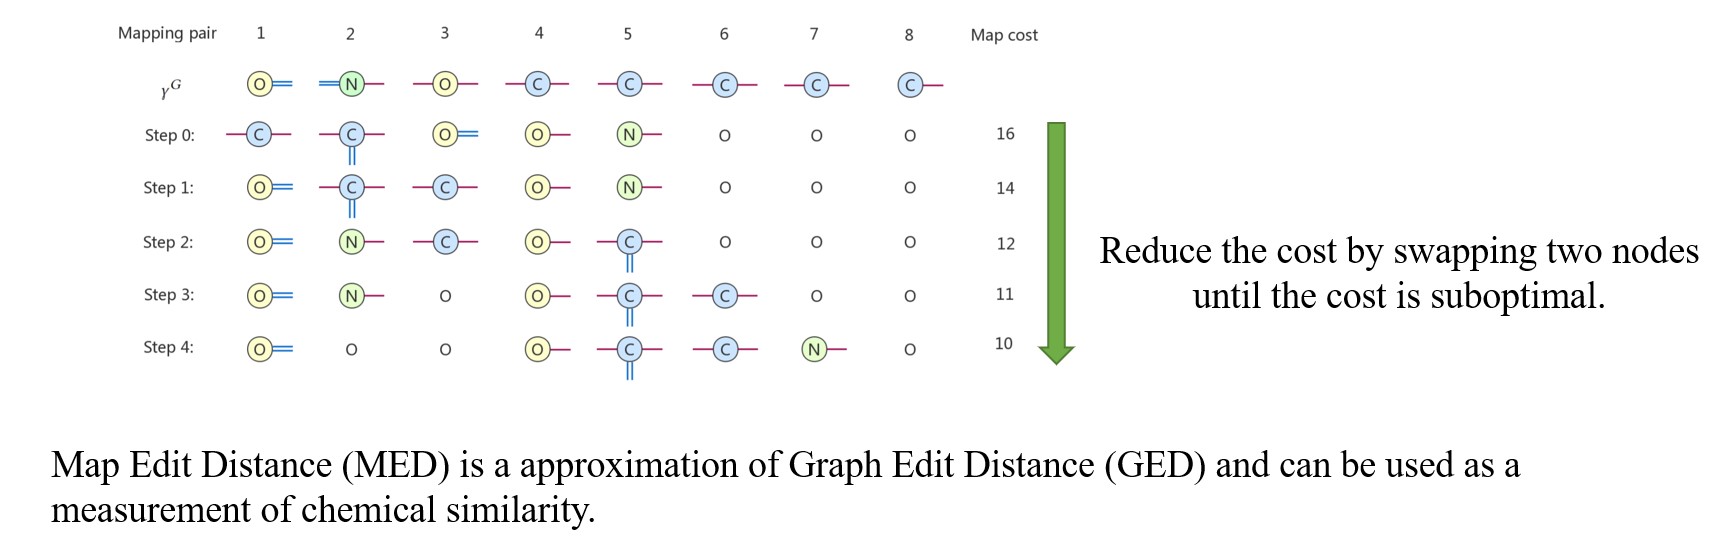 Mapping pair 1 2 3 4 5 6 7 8 Map cost
γG O N O C C C C C
Step 0: C C O O N O O O 16
Step 1: O C C O N O O O 14
Step 2: O N C O C O O O 12
Step 3: O N O O C C O O 11
Step 4: O O O O C C N O 10
Reduce the cost by swapping two nodes
until the cost is suboptimal.
Map Edit Distance (MED) is a approximation of Graph Edit Distance (GED) and can be used as a
measurement of chemical similarity.